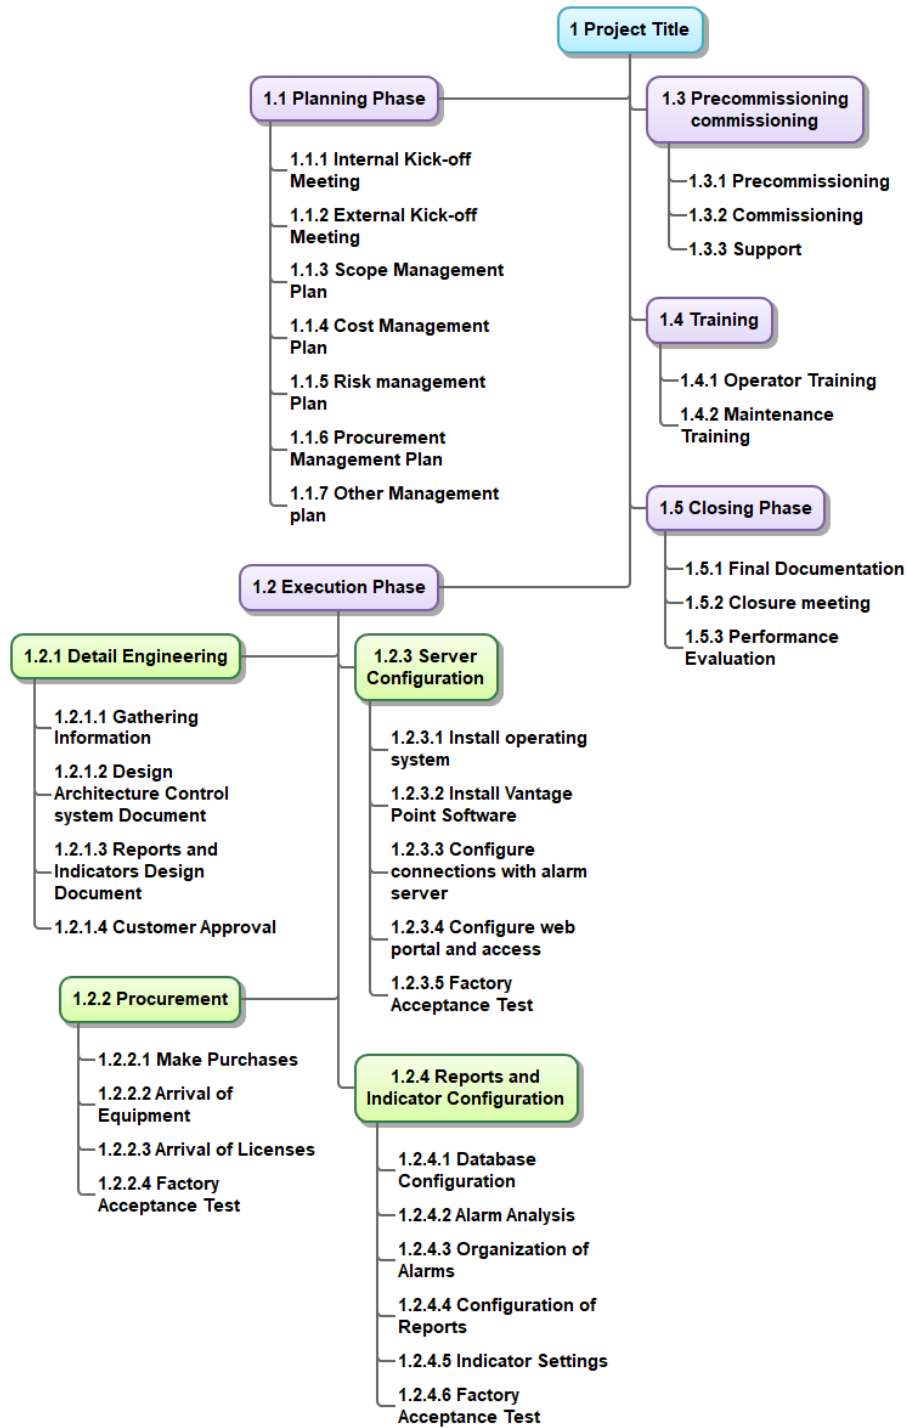 1 Project Title
1.1 Planning Phase
1.1.1 Internal Kick-off
Meeting
1.1.2 External Kick-off
Meeting
1.1.3 Scope Management
Plan
1.1.4 Cost Management
Plan
1.1.5 Risk management
Plan
1.1.6 Procurement
Management Plan
1.1.7 Other Management
plan
1.2 Execution Phase
1.2.1 Detail Engineering
1.2.1.1 Gathering
Information
1.2.1.2 Design
Architecture Control
system Document
1.2.1.3 Reports and
Indicators Design
Document
1.2.1.4 Customer Approval
1.2.2 Procurement
1.2.2.1 Make Purchases
1.2.2.2 Arrival of
Equipment
1.2.2.3 Arrival of Licenses
1.2.2.4 Factory
Acceptance Test
1.2.3 Server
Configuration
1.2.3.1 Install operating
system
1.2.3.2 Install Vantage
Point Software
1.2.3.3 Configure
connections with alarm
server
1.2.3.4 Configure web
portal and access
1.2.3.5 Factory
Acceptance Test
1.2.4 Reports and
Indicator Configuration
1.2.4.1 Database
Configuration
1.2.4.2 Alarm Analysis
1.2.4.3 Organization of
Alarms
1.2.4.4 Configuration of
Reports
1.2.4.5 Indicator Settings
1.2.4.6 Factory
Acceptance Test
1.3 Precommissioning
commissioning
1.3.1 Precommissioning
1.3.2 Commissioning
1.3.3 Support
1.4 Training
1.4.1 Operator Training
1.4.2 Maintenance
Training
1.5 Closing Phase
1.5.1 Final Documentation
1.5.2 Closure meeting
1.5.3 Performance
Evaluation